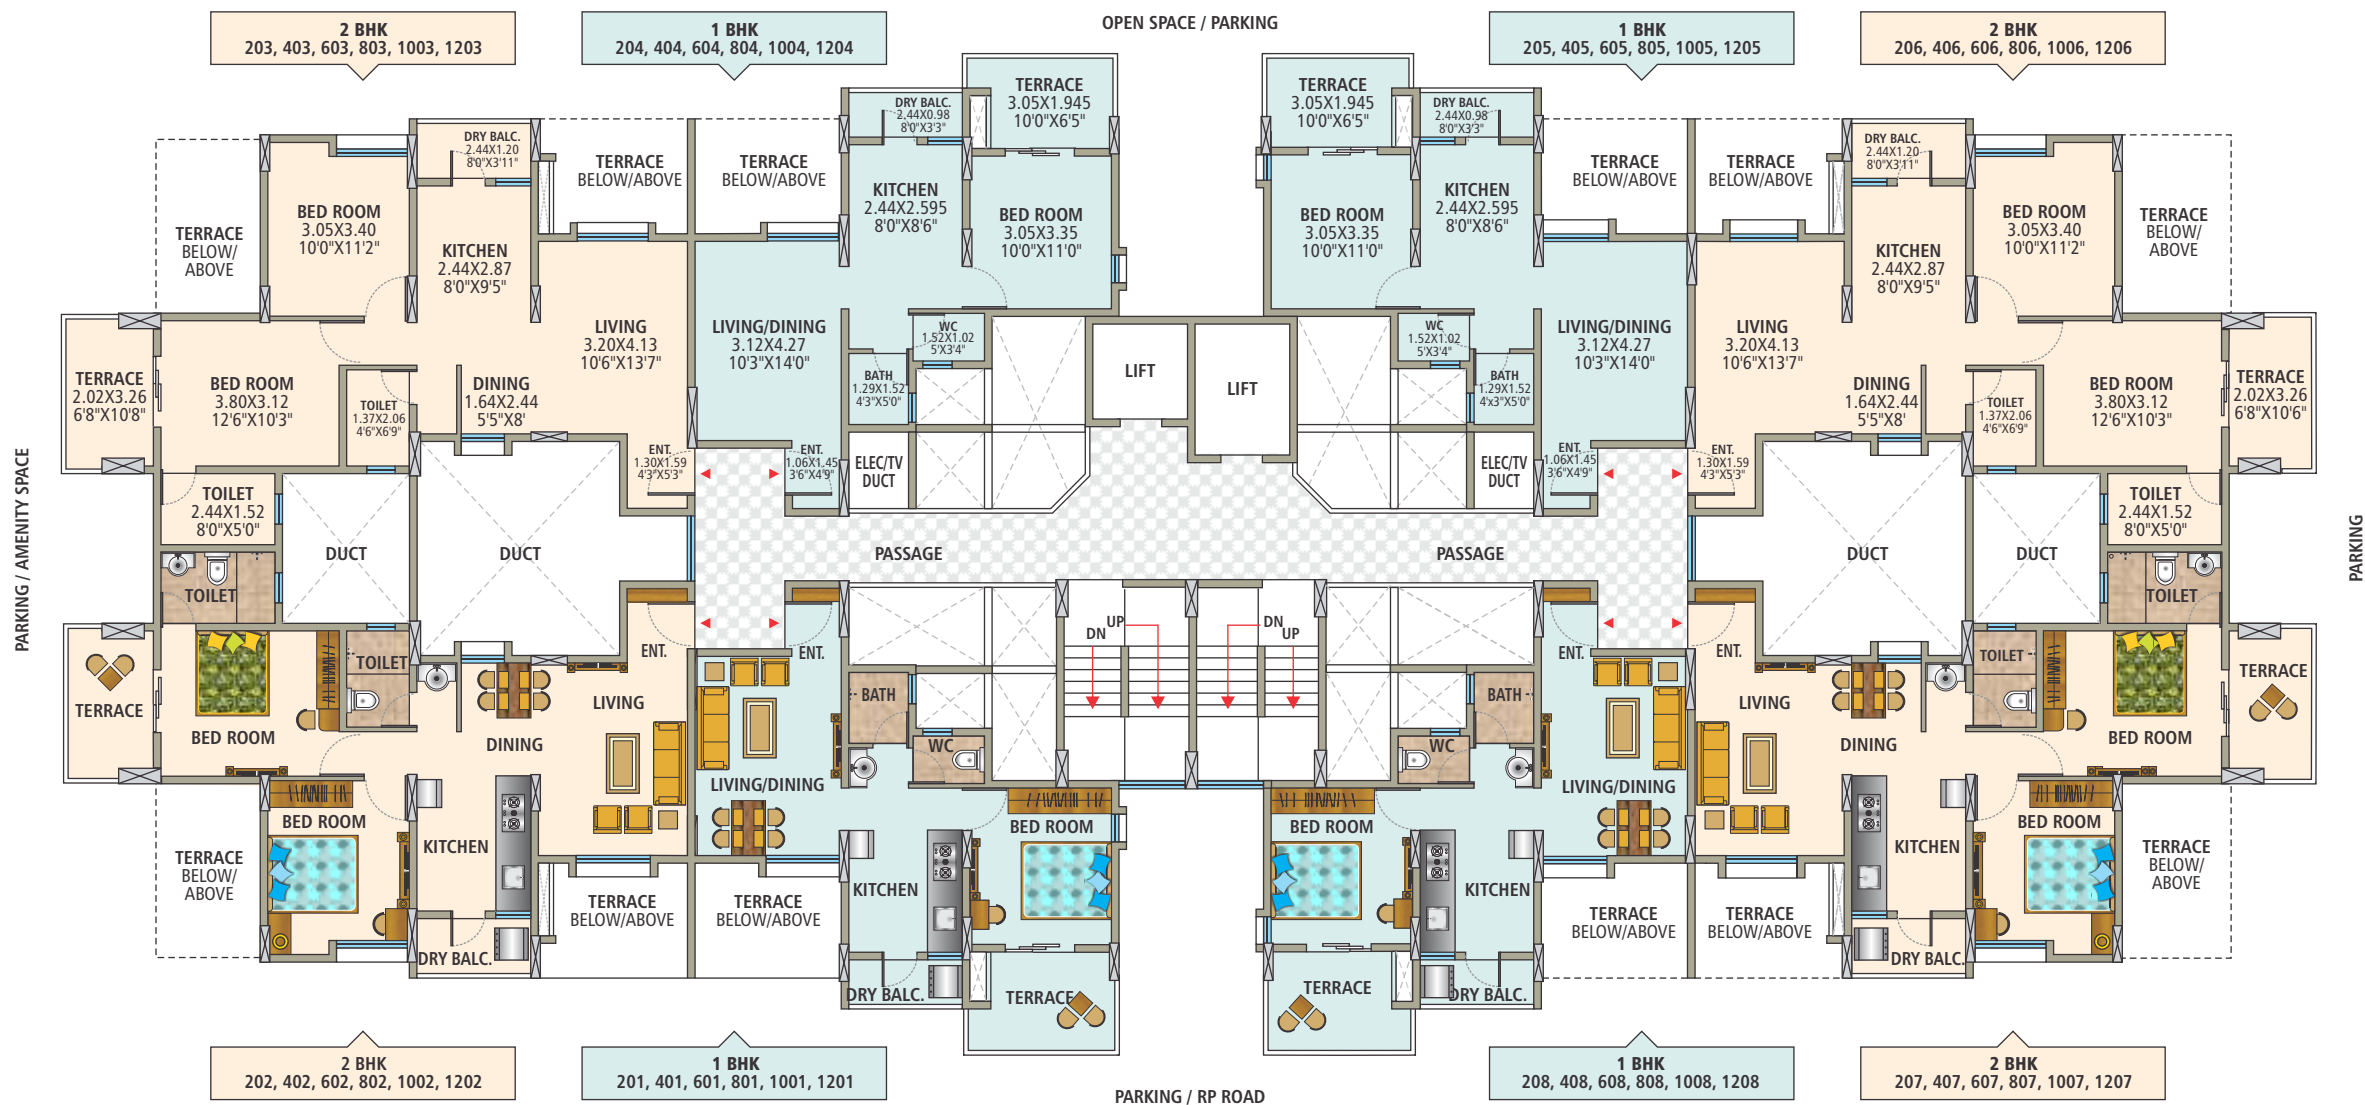 2 BHK
203, 403, 603, 803, 1003, 1203
1 BHK
204, 404, 604, 804, 1004, 1204
OPEN SPACE / PARKING
1 BHK
205, 405, 605, 805, 1005, 1205
2 BHK
206, 406, 606, 806, 1006, 1206
TERRACE
BELOW/
ABOVE
BED ROOM
3.05X3.40
10'0"X11'2"
DRY BALC.
2.44X1.20
8'0"X3'11"
KITCHEN
2.44X2.87
8'0"X9'5"
TERRACE
BELOW/ABOVE
TERRACE
BELOW/ABOVE
DRY BALC.
2.44X0.98
8'0"X3'3"
KITCHEN
2.44X2.595
8'0"X8'6"
TERRACE
3.05X1.945
10'0"X6'5"
BED ROOM
3.05X3.35
10'0"X11'0"
TERRACE
3.05X1.945
10'0"X6'5"
BED ROOM
3.05X3.35
10'0"X11'0"
DRY BALC.
2.44X0.98
8'0"X3'3"
KITCHEN
2.44X2.595
8'0"X8'6"
TERRACE
BELOW/ABOVE
TERRACE
BELOW/ABOVE
DRY BALC.
2.44X1.20
8'0"X3'11"
KITCHEN
2.44X2.87
8'0"X9'5"
BED ROOM
3.05X3.40
10'0"X11'2"
TERRACE
BELOW/
ABOVE
TERRACE
2.02X3.26
6'8"X10'8"
BED ROOM
3.80X3.12
12'6"X10'3"
TOILET
1.37X2.06
4'6"X6'9"
DINING
1.64X2.44
5'5"X8'
LIVING
3.20X4.13
10'6"X13'7"
LIVING/DINING
3.12X4.27
10'3"X14'0"
WC
1.52X1.02
5'X3'4"
BATH
1.29X1.52
4'3"X5'0"
LIFT
LIFT
WC
1.52X1.02
5'X3'4"
BATH
1.29X1.52
4'x3"X5'0"
LIVING/DINING
3.12X4.27
10'3"X14'0"
LIVING
3.20X4.13
10'6"X13'7"
DINING
1.64X2.44
5'5"X8'
TOILET
1.37X2.06
4'6"X6'9"
BED ROOM
3.80X3.12
12'6"X10'3"
TERRACE
2.02X3.26
6'8"X10'6"
ENT.
1.30X1.59
4'3"X5'3"
ENT.
1.06X1.45
3'6"X4'9"
ELEC/TV
DUCT
ELEC/TV
DUCT
ENT.
1.06X1.45
3'6"X4'9"
ENT.
1.30X1.59
4'3"X5'3"
PARKING / AMENITY SPACE
TOILET
2.44X1.52
8'0"X5'0"
DUCT
DUCT
PASSAGE
PASSAGE
DUCT
DUCT
TOILET
2.44X1.52
8'0"X5'0"
PARKING
TOILET
TOILET
TERRACE
BED ROOM
TOILET
DINING
LIVING
ENT.
ENT.
LIVING/DINING
BATH
WC
DN
UP
DN
UP
BATH
WC
ENT.
ENT.
LIVING/DINING
LIVING
DINING
TOILET
BED ROOM
TERRACE
TERRACE
BELOW/
ABOVE
BED ROOM
KITCHEN
DRY BALC.
TERRACE
BELOW/ABOVE
TERRACE
BELOW/ABOVE
KITCHEN
DRY BALC.
BED ROOM
TERRACE
BED ROOM
TERRACE
KITCHEN
DRY BALC.
TERRACE
BELOW/ABOVE
TERRACE
BELOW/ABOVE
KITCHEN
DRY BALC.
BED ROOM
TERRACE
BELOW/
ABOVE
2 BHK
202, 402, 602, 802, 1002, 1202
1 BHK
201, 401, 601, 801, 1001, 1201
PARKING / RP ROAD
1 BHK
208, 408, 608, 808, 1008, 1208
2 BHK
207, 407, 607, 807, 1007, 1207